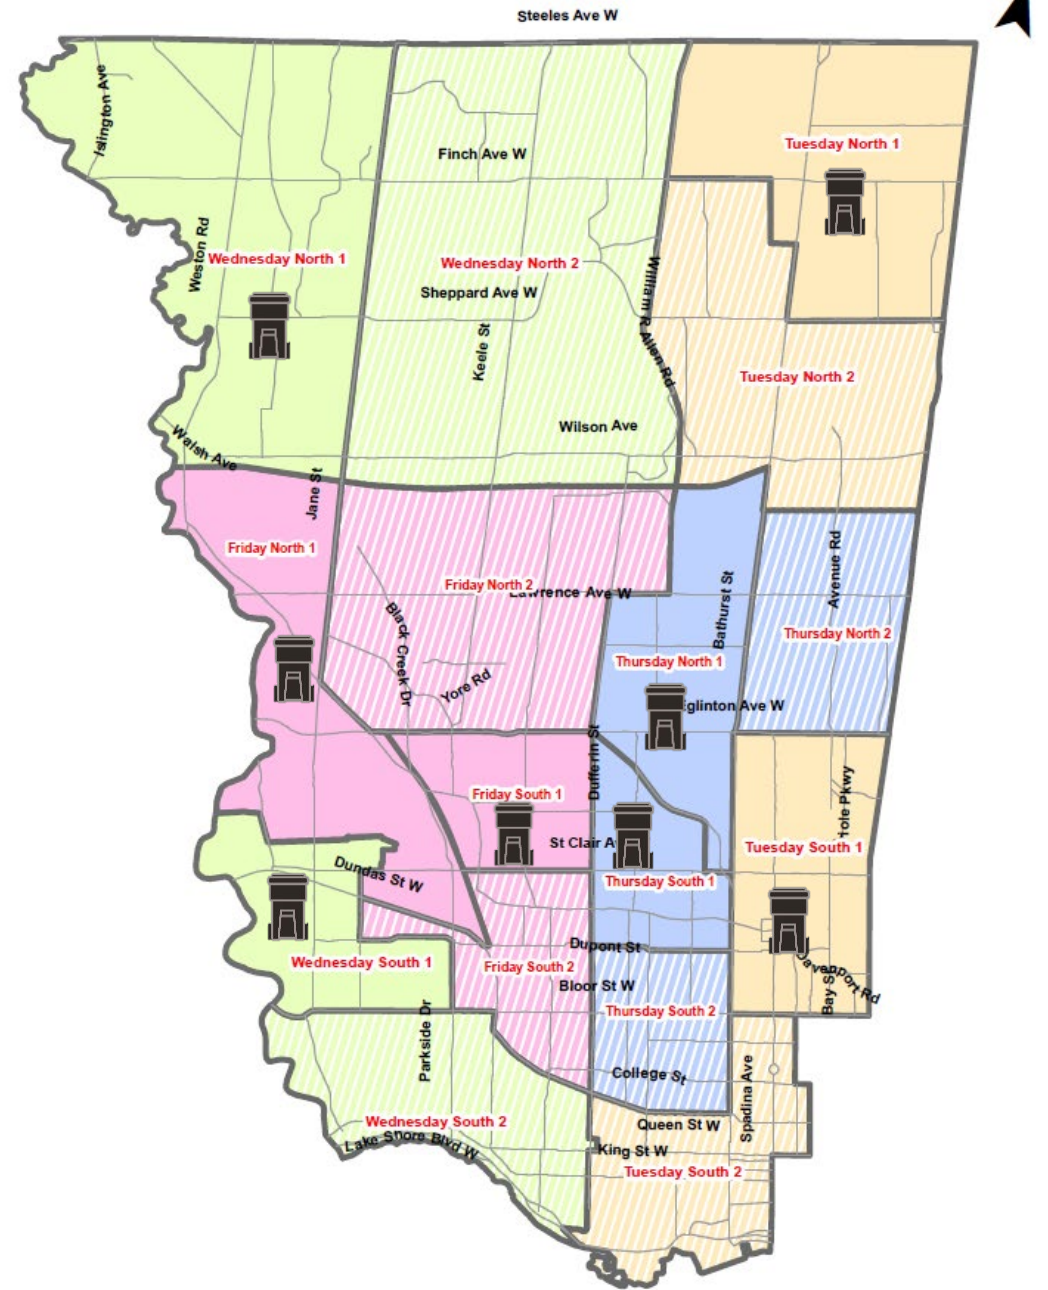 Steeles Ave W
Islington Ave
Tuesday North 1
Finch Ave W
Weston Rd
Wednesday North 1
Wednesday North 2
Sheppard Ave W
William R Allen Rd
Keele St
Tuesday North 2
Wilson Ave
Walsh Ave
Jane St
Friday North 1
Friday North 2
Lawrence Ave W
Bathurst St
Avenue Rd
Thursday North 2
Black Creek Dr
Thursday North 1
Yore Rd
glinton Ave W
Dufferin St
Friday South 1
Hole Pkwy
St Clair A
Tuesday South 1
Dundas St W
Thursday South 1
Dupont St
Wednesday South 1
Friday South 2
Davenport Rd
Bloor St W
Bay S
Thursday South 2
Parkside Dr
College St
Spadina Ave
Wednesday South 2
Queen St W
Lake Shore Blvd W
King St W
Tuesday South 2